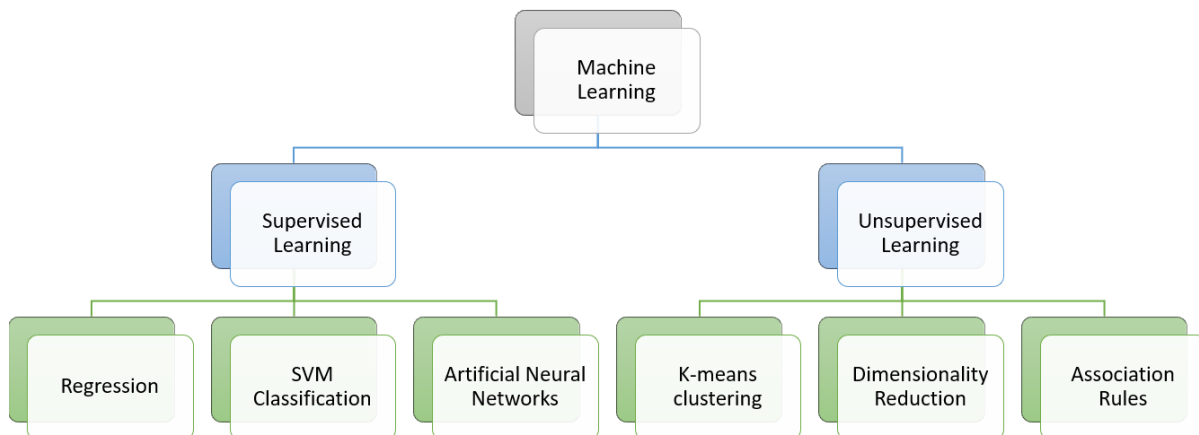 Machine
Learning
Supervised
Learning
Unsupervised
Learning
Regression
SVM
Classification
Artificial Neural
Networks
K-means
clustering
Dimensionality
Reduction
Association
Rules